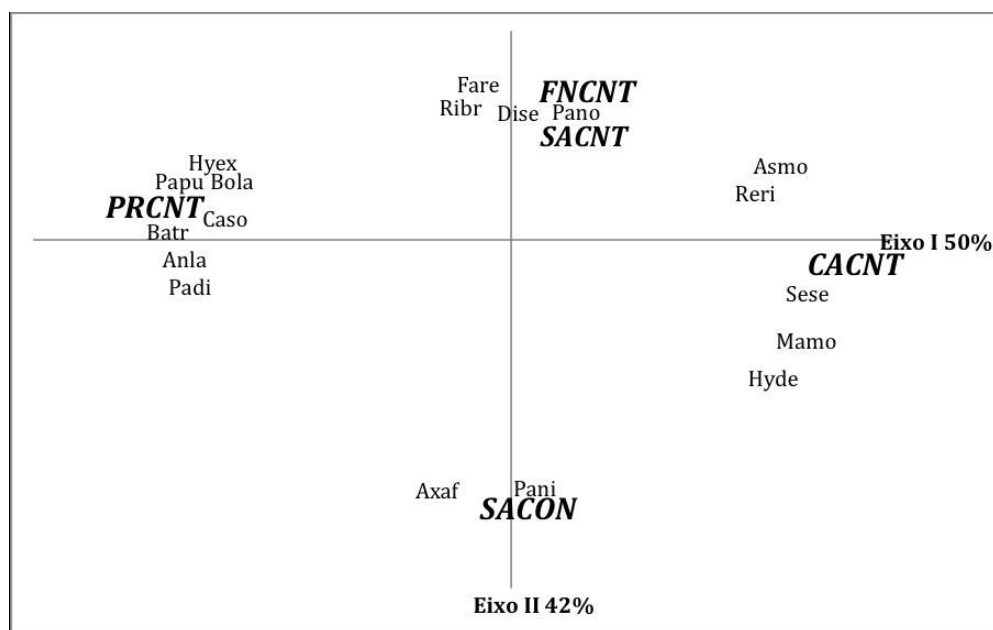 Fare FNCNT
Ribr Dise Pano
SACNT
Hyex Asmo
Papu Bola Reri
PRCNT Caso
Batr Eixo I 50%
Anla CACNT
Padi Sese
Mamo
Hyde
Axaf Pani
SACON
Eixo II 42%